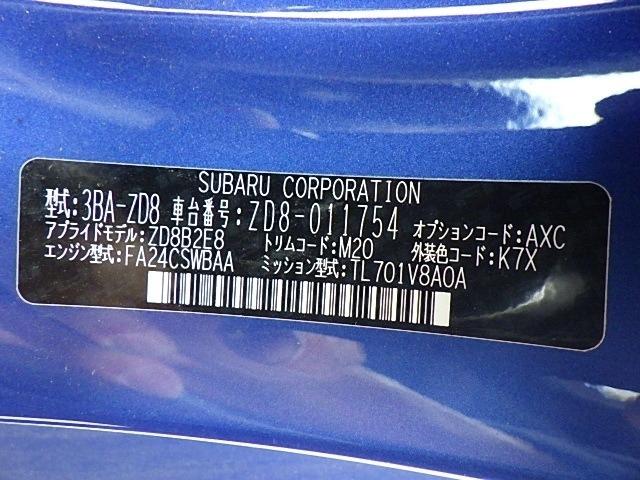 SUBARU CORPORATION
型式:3BA-ZD8 車台番号:ZD8-011754 オプションコード:AXC
アプライドモデル:ZD8B2E8 トリムコード:M20 外装色コード:K7X
エンジン型式:FA24CSWBAA ミッション型式:TL701V8A0A